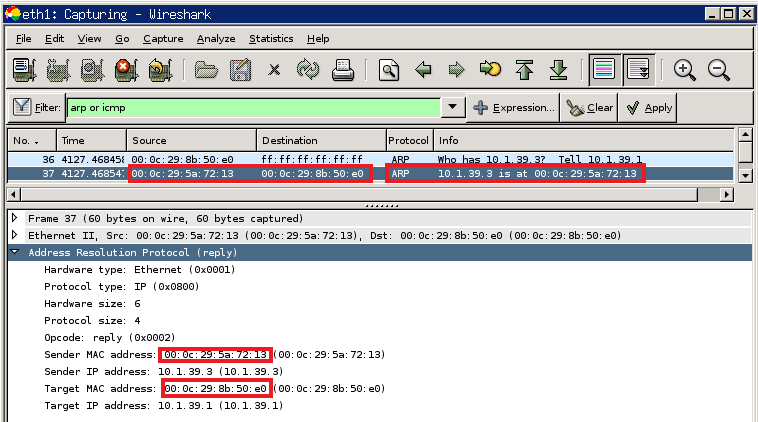 eth1: Capturing - Wireshark
File Edit View Go Capture Analyze Statistics Help
Filter: arp or icmp Expression... Clear Apply
No. . Time Source Destination Protocol Info
36 4127.468458 00:0c:29:8b:50:e0 ff:ff:ff:ff:ff:ff ARP Who has 10.1.39.3? Tell 10.1.39.1
37 4127.468547 00:0c:29:5a:72:13 00:0c:29:8b:50:e0 ARP 10.1.39.3 is at 00:0c:29:5a:72:13
Frame 37 (60 bytes on wire, 60 bytes captured)
Ethernet II, Src: 00:0c:29:5a:72:13 (00:0c:29:5a:72:13), Dst: 00:0c:29:8b:50:e0 (00:0c:29:8b:50:e0)
Address Resolution Protocol (reply)
Hardware type: Ethernet (0x0001)
Protocol type: IP (0x0800)
Hardware size: 6
Protocol size: 4
Opcode: reply (0x0002)
Sender MAC address: 00:0c:29:5a:72:13 (00:0c:29:5a:72:13)
Sender IP address: 10.1.39.3 (10.1.39.3)
Target MAC address: 00:0c:29:8b:50:e0 (00:0c:29:8b:50:e0)
Target IP address: 10.1.39.1 (10.1.39.1)